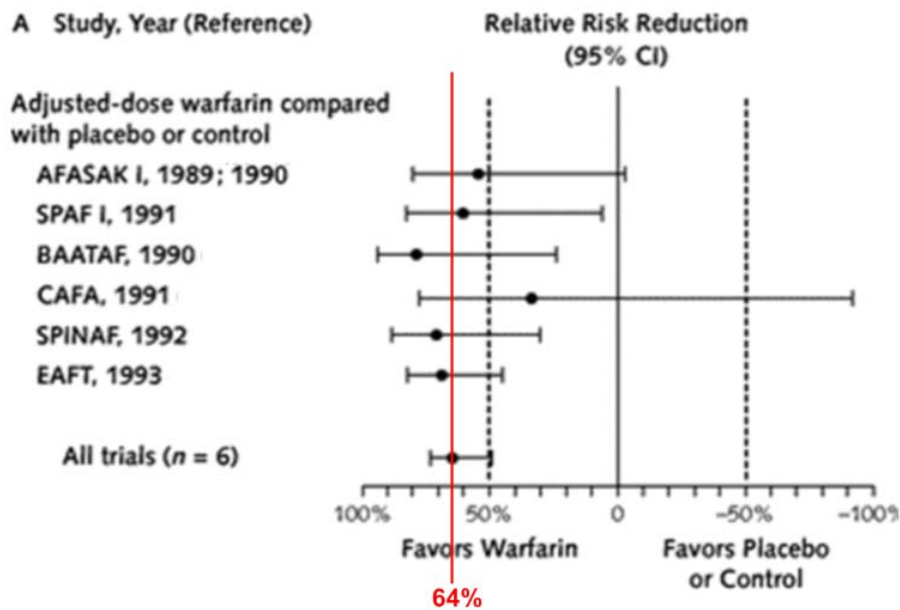 A Study, Year (Reference)
Relative Risk Reduction
(95% CI)
Adjusted-dose warfarin compared
with placebo or control
AFASAK I, 1989; 1990
SPAF I, 1991
BAATAF, 1990
CAFA, 1991
SPINAF, 1992
EAFT, 1993
All trials (n = 6)
100% 50% 0 −50% −100%
Favors Warfarin
Favors Placebo
or Control
64%